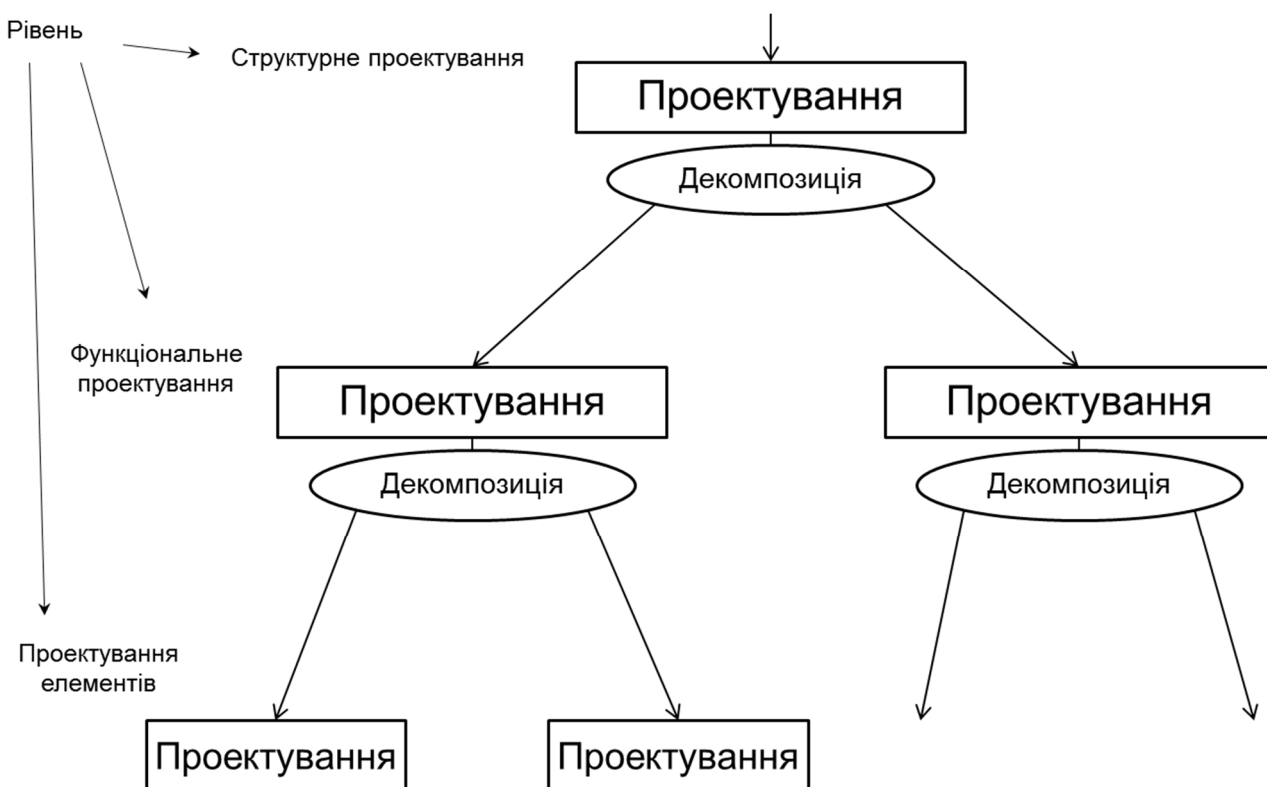 Рівень
Структурне проектування
Проектування
Декомпозиція
Функціональне
проектування
Проектування
Проектування
Декомпозиція
Декомпозиція
Проектування
елементів
Проектування
Проектування